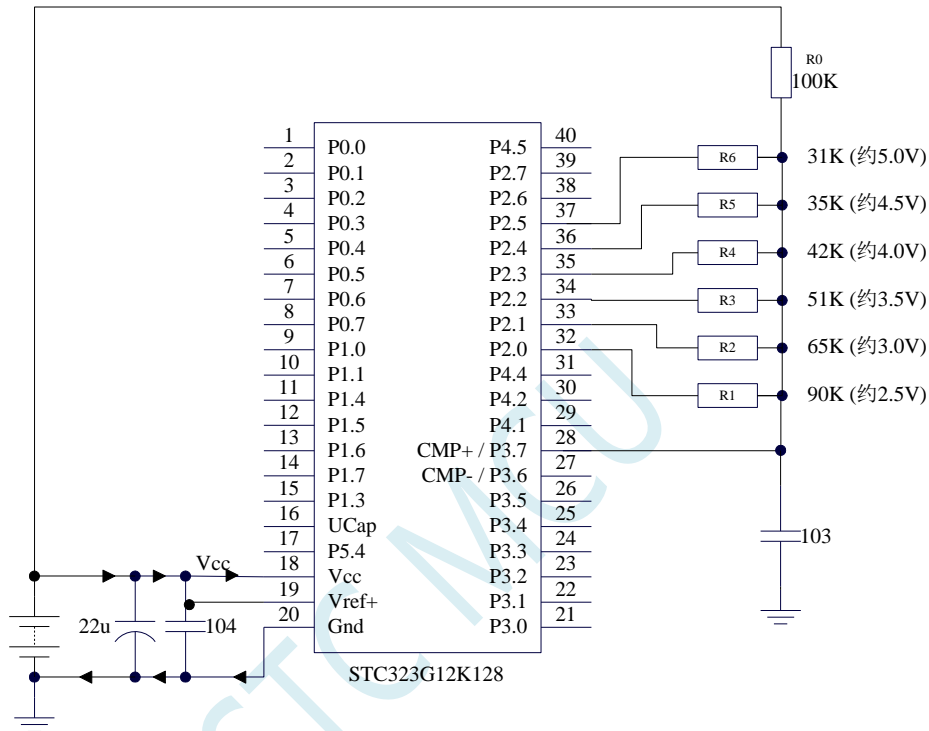 R0
100K
1 P0.0 P4.5 40
2 P0.1 P2.7 39
3 P0.2 P2.6 38
4 P0.3 P2.5 37 R6 31K (约5.0V)
5 P0.4 P2.4 36 R5 35K (约4.5V)
6 P0.5 P2.3 35 R4 42K (约4.0V)
7 P0.6 P2.2 34 R3 51K (约3.5V)
8 P0.7 P2.1 33 R2 65K (约3.0V)
9 P1.0 P2.0 32 R1 90K (约2.5V)
10 P1.1 P4.4 31
11 P1.4 P4.2 30
12 P1.5 P4.1 29
13 P1.6 CMP+ / P3.7 28
14 P1.7 CMP- / P3.6 27
15 P1.3 P3.5 26
16 UCap P3.4 25
17 P5.4 P3.3 24
103
Vcc 18 Vcc P3.2 23
19 Vref+ P3.1 22
22u 104 20 Gnd P3.0 21
STC323G12K128
STC MCU